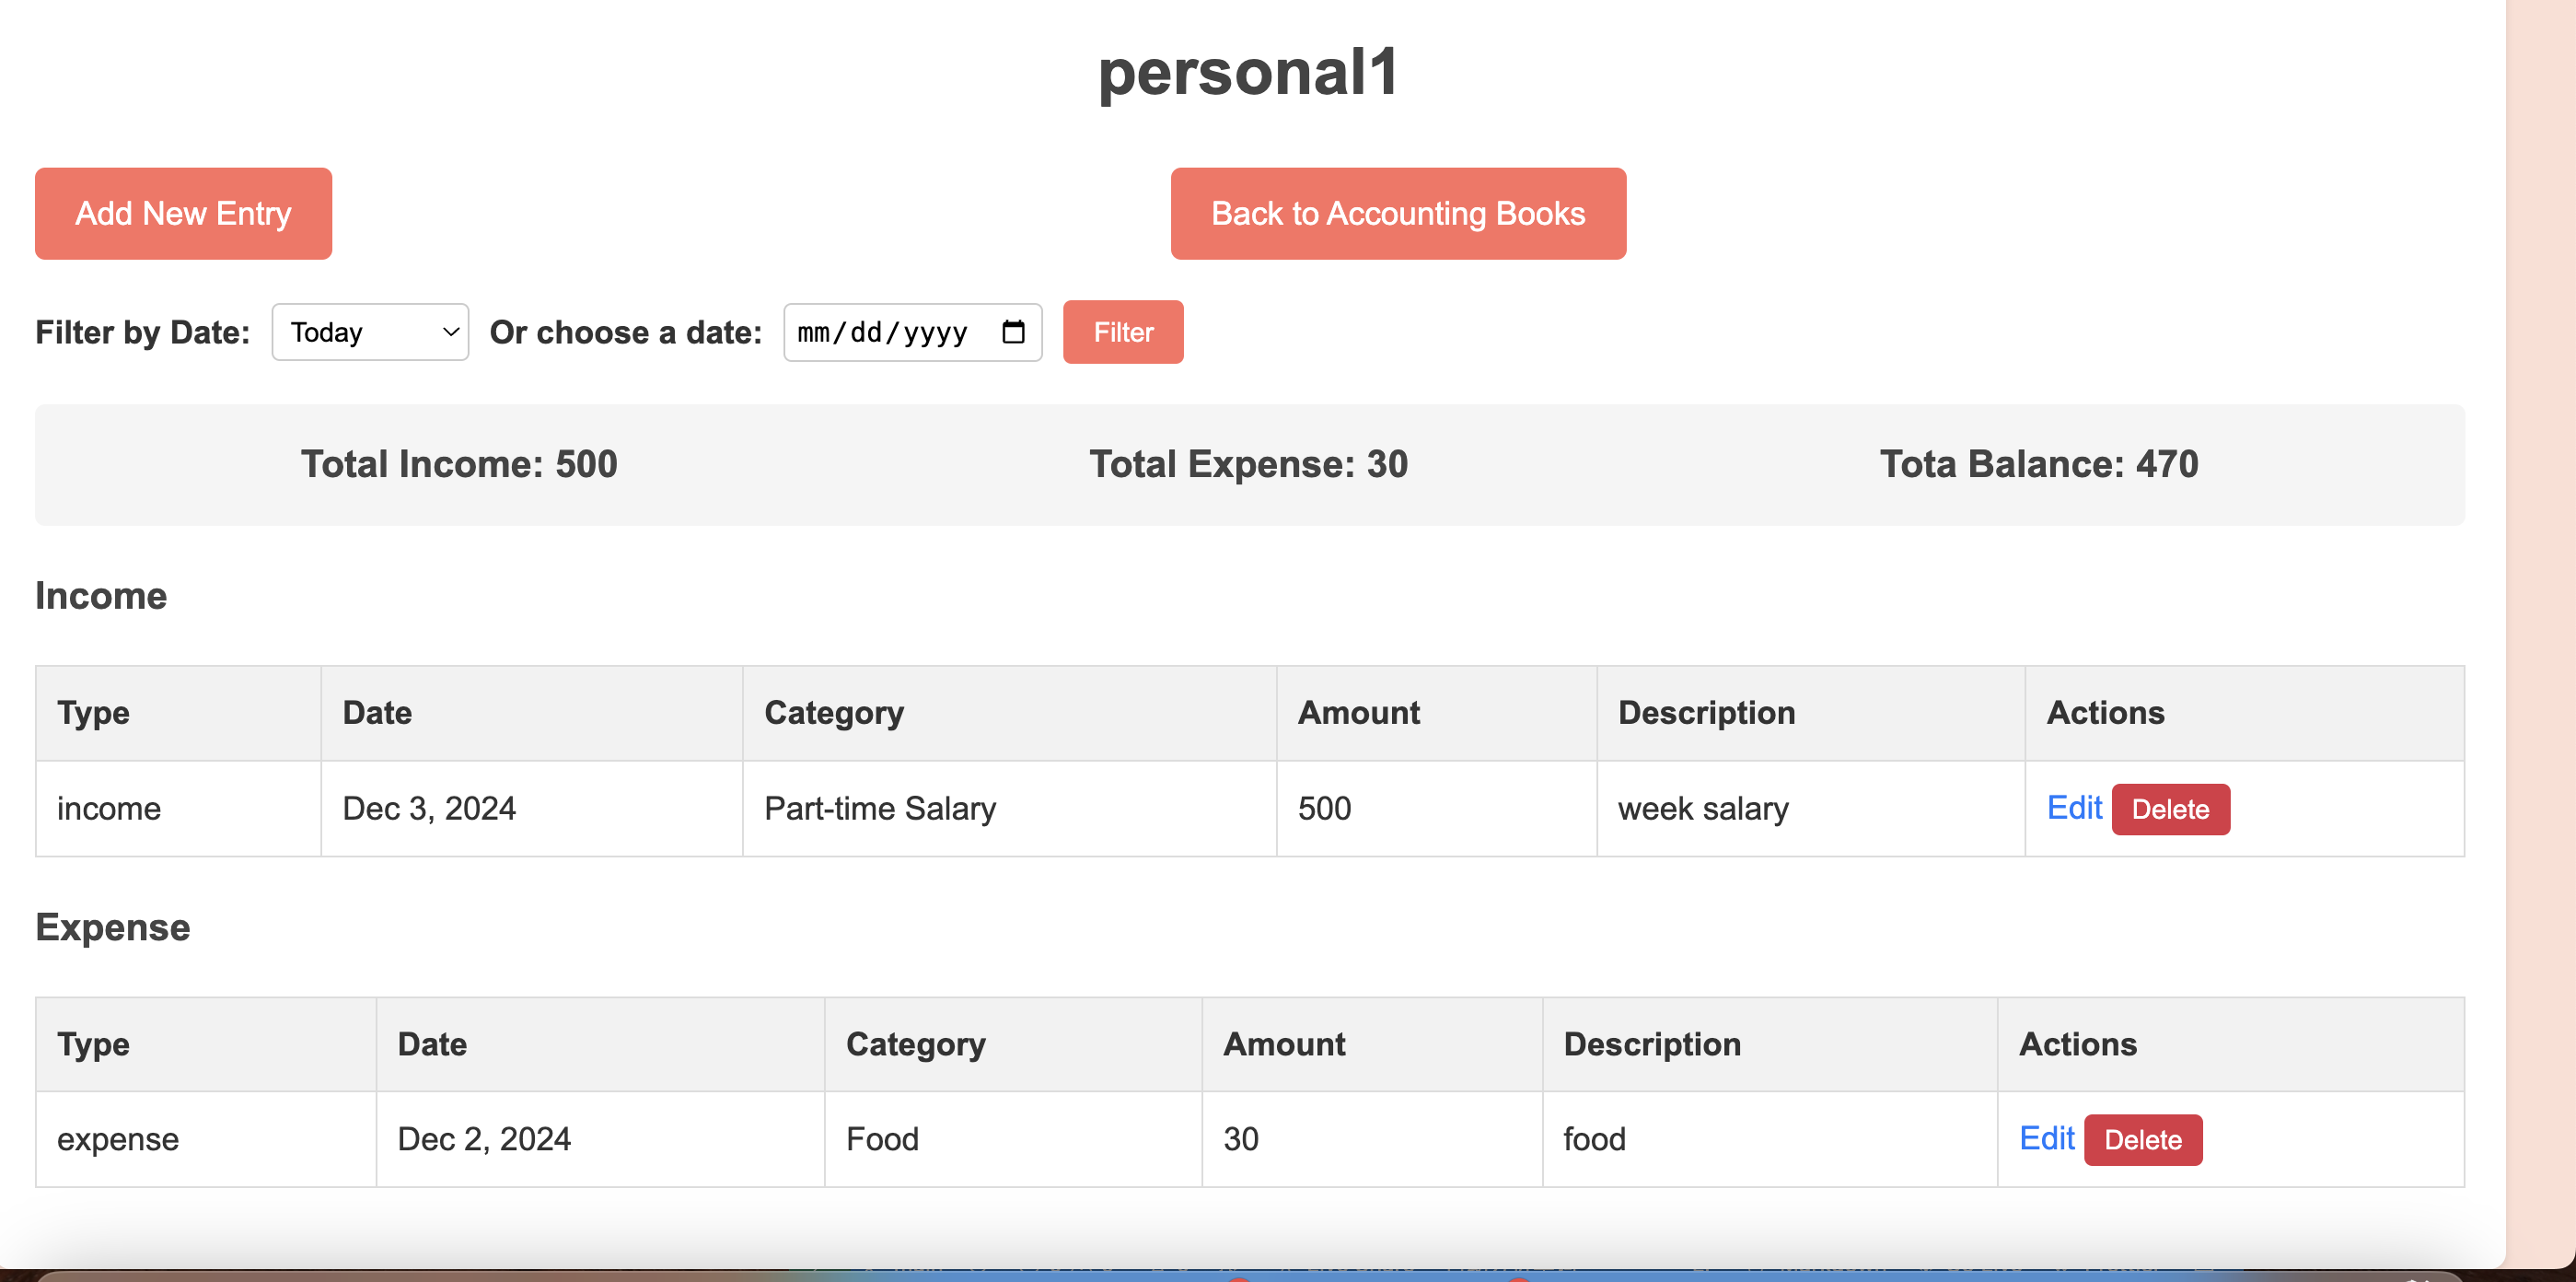 personal1
Add New Entry Back to Accounting Books
Filter by Date: Today Or choose a date: mm/dd/yyyy Filter
Total Income: 500 Total Expense: 30 Tota Balance: 470
Income
Type Date Category Amount Description Actions
income Dec 3, 2024 Part-time Salary 500 week salary Edit Delete
Expense
Type Date Category Amount Description Actions
expense Dec 2, 2024 Food 30 food Edit Delete